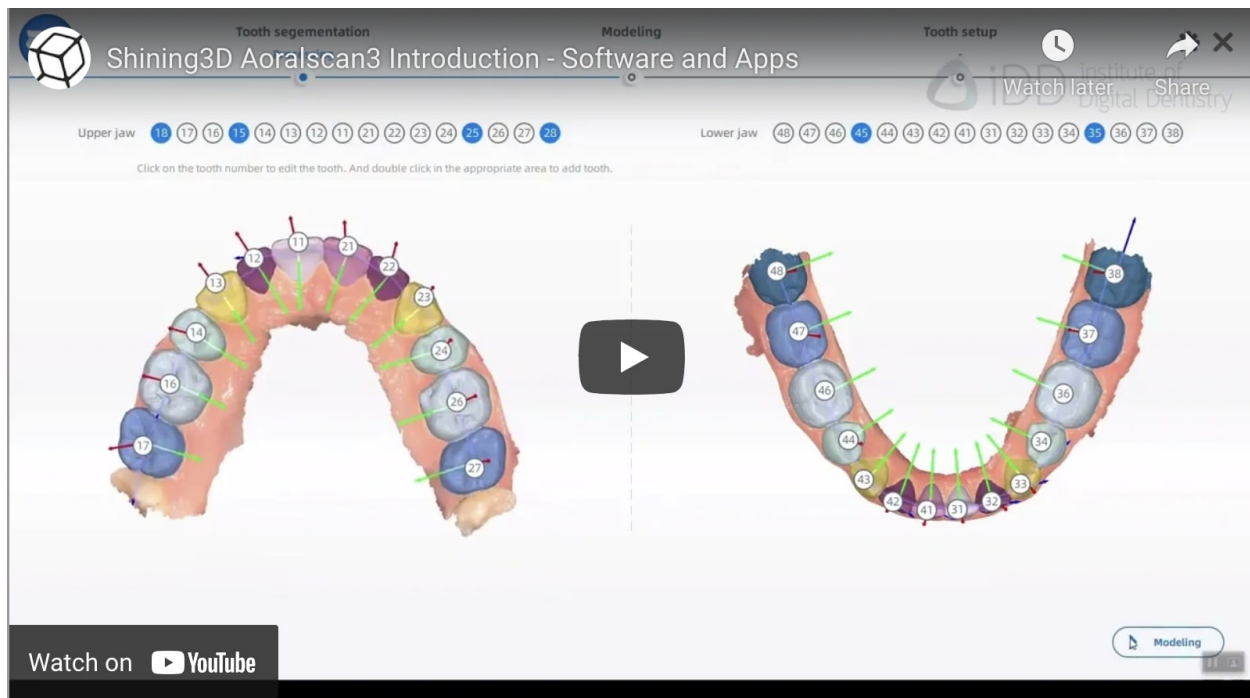 Tooth segementation
Modeling
Tooth setup
Shining3D Aoralscan3 Introduction - Software and Apps
Watch later
Share
iDD institute of
Digital Dentistry
Upper jaw 18 17 16 15 14 13 12 11 21 22 23 24 25 26 27 28
Lower jaw 48 47 46 45 44 43 42 41 31 32 33 34 35 36 37 38
Click on the tooth number to edit the tooth. And double click in the appropriate area to add tooth.
11
21
12
22
13
23
14
24
16
26
17
27
48
38
47
37
46
36
44
34
43
33
42
32
41
31
Modeling
Watch on YouTube